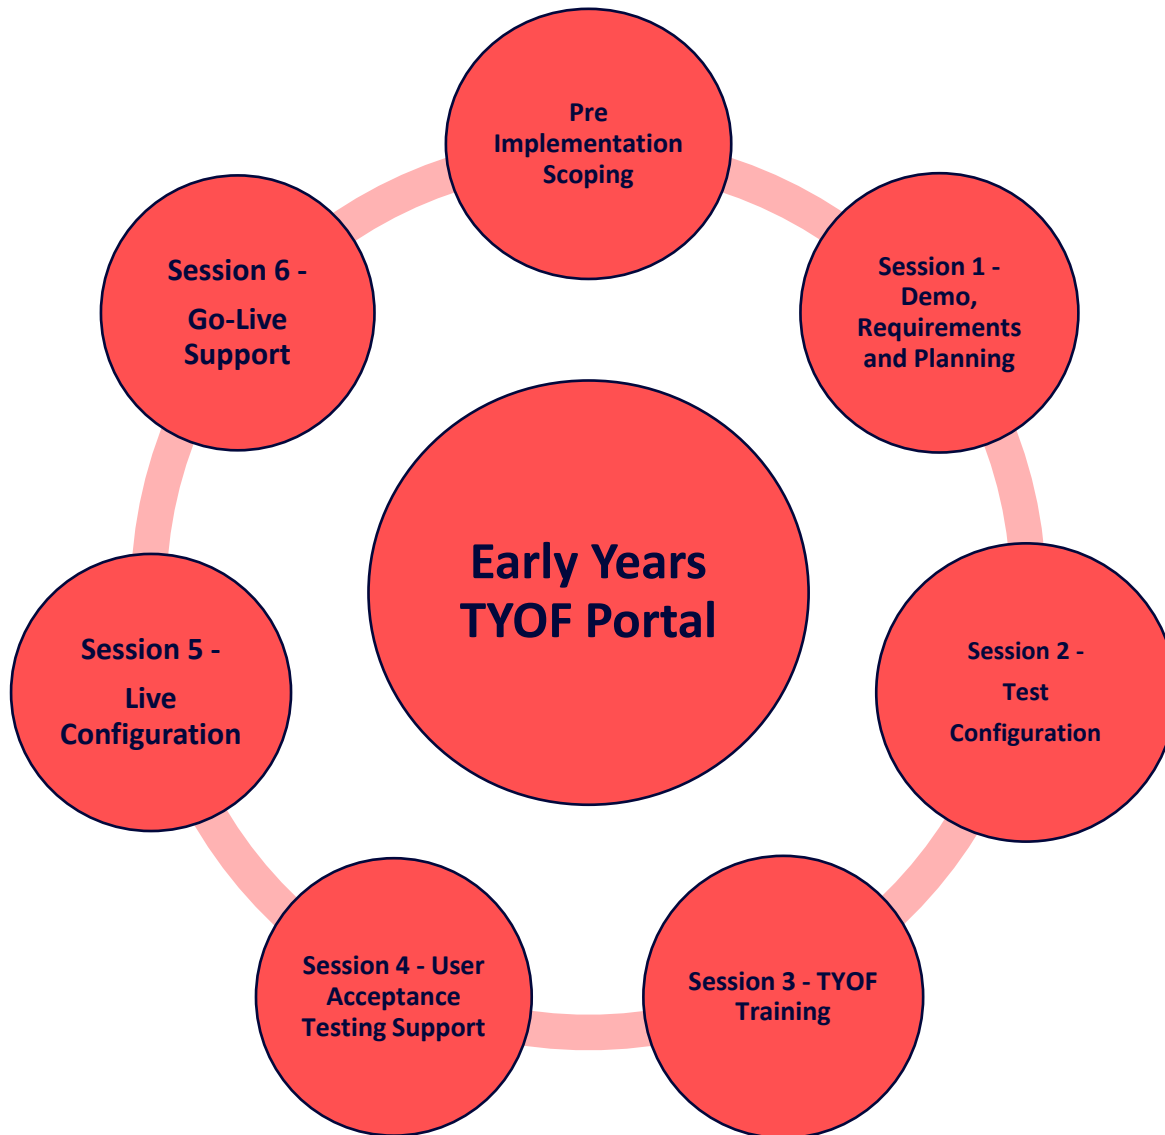 Pre
Implementation
Scoping
Session 1 -
Demo,
Requirements
and Planning
Session 2 -
Test
Configuration
Session 3 - TYOF
Training
Session 4 - User
Acceptance
Testing Support
Session 5 -
Live
Configuration
Session 6 -
Go-Live
Support
Early Years
TYOF Portal